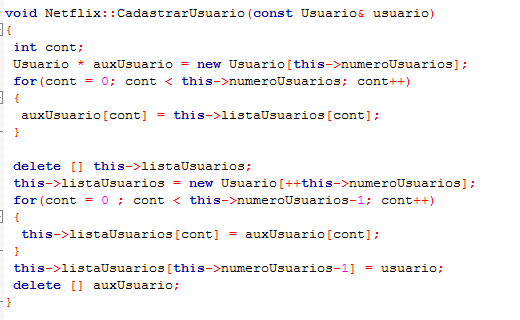 void Netflix::CadastrarUsuario(const Usuario& usuario)
{
int cont;
Usuario * auxUsuario = new Usuario[this->numeroUsuarios];
for(cont = 0; cont < this->numeroUsuarios; cont++)
{
auxUsuario[cont] = this->listaUsuarios[cont];
}
delete [] this->listaUsuarios;
this->listaUsuarios = new Usuario[++this->numeroUsuarios];
for(cont = 0 ; cont < this->numeroUsuarios-1; cont++)
{
this->listaUsuarios[cont] = auxUsuario[cont];
}
this->listaUsuarios[this->numeroUsuarios-1] = usuario;
delete [] auxUsuario;
}